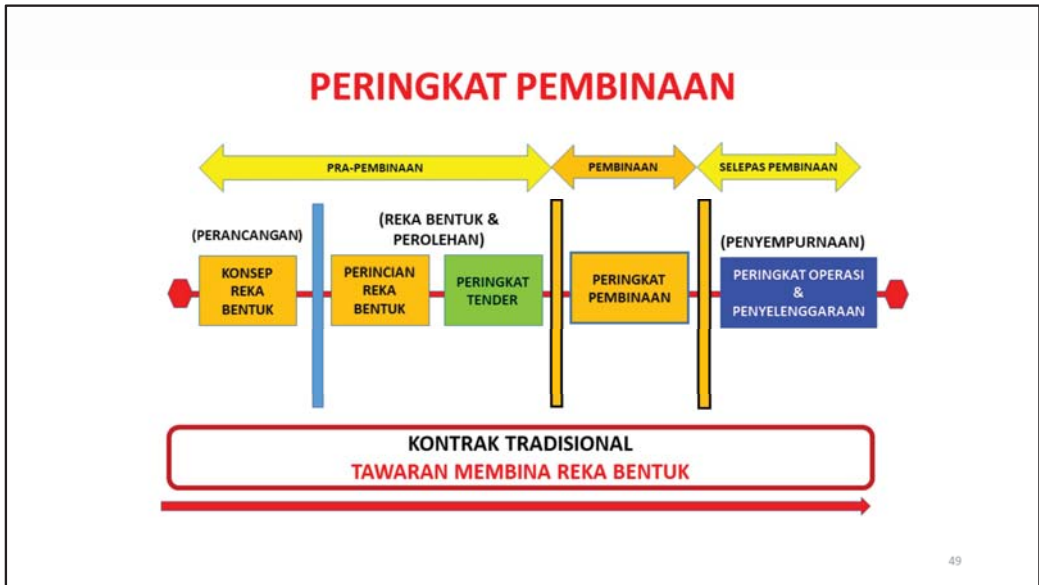 PERINGKAT PEMBINAAN
PRA-PEMBINAAN
PEMBINAAN
SELEPAS PEMBINAAN
(PERANCANGAN)
(REKA BENTUK &
PEROLEHAN)
(PENYEMPURNAAN)
KONSEP
REKA
BENTUK
PERINCIAN
REKA
BENTUK
PERINGKAT
TENDER
PERINGKAT
PEMBINAAN
PERINGKAT OPERASI
&
PENYELENGGARAAN
KONTRAK TRADISIONAL
TAWARAN MEMBINA REKA BENTUK
49